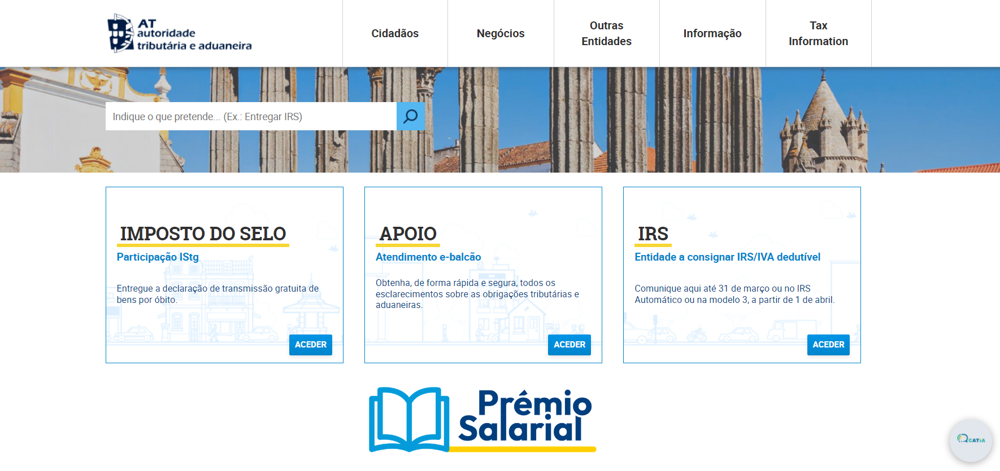 AT
autoridade
tributária e aduaneira
Cidadãos
Negócios
Outras
Entidades
Informação
Tax
Information
Indique o que pretende... (Ex.: Entregar IRS)
IMPOSTO DO SELO
Participação IStg
Entregue a declaração de transmissão gratuita de
bens por óbito.
ACEDER
APOIO
Atendimento e-balcão
Obtenha, de forma rápida e segura, todos os
esclarecimentos sobre as obrigações tributárias e
aduaneiras.
ACEDER
IRS
Entidade a consignar IRS/IVA dedutível
Comunique aqui até 31 de março ou no IRS
Automático ou na modelo 3, a partir de 1 de abril.
ACEDER
Prémio
Salarial
CATIA